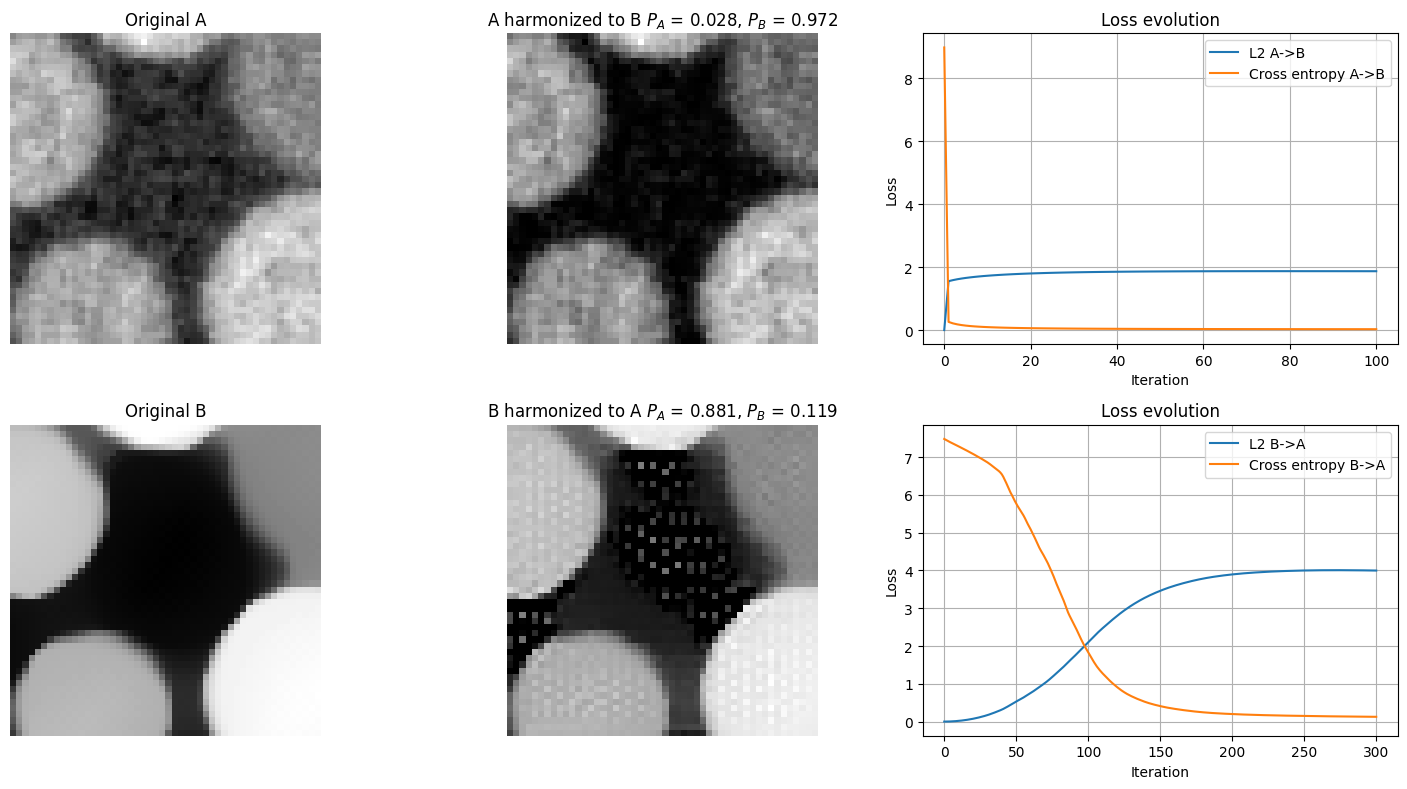 Original A
A harmonized to B P_A = 0.028, P_B = 0.972
Loss evolution
L2 A->B
Cross entropy A->B
8
6
4
2
0
Loss
0 20 40 60 80 100
Iteration
Original B
B harmonized to A P_A = 0.881, P_B = 0.119
Loss evolution
L2 B->A
Cross entropy B->A
7
6
5
4
3
2
1
0
Loss
0 50 100 150 200 250 300
Iteration